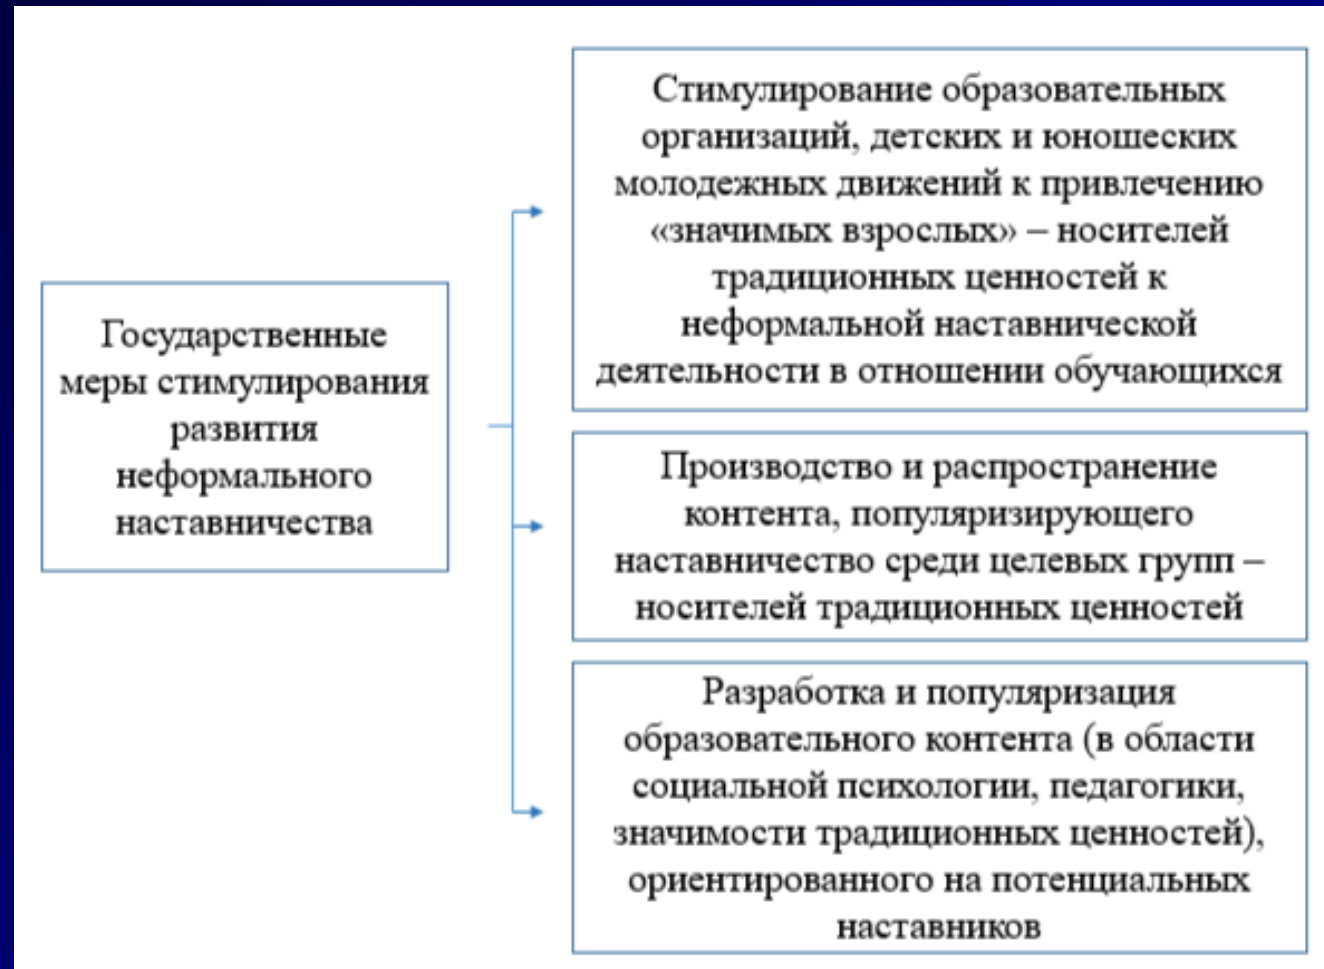 Государственные
меры стимулирования
развития
неформального
наставничества
Стимулирование образовательных
организаций, детских и юношеских
молодежных движений к привлечению
«значимых взрослых» – носителей
традиционных ценностей к
неформальной наставнической
деятельности в отношении обучающихся
Производство и распространение
контента, популяризирующего
наставничество среди целевых групп –
носителей традиционных ценностей
Разработка и популяризация
образовательного контента (в области
социальной психологии, педагогики,
значимости традиционных ценностей),
ориентированного на потенциальных
наставников